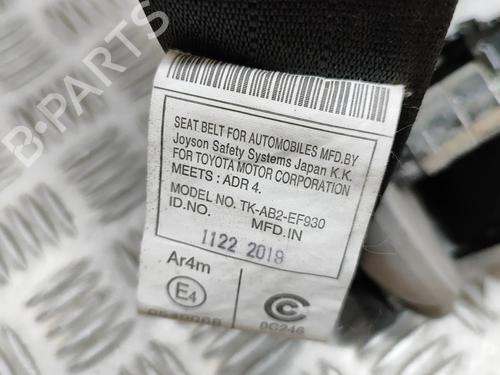 B-PARTS
SEAT BELT FOR AUTOMOBILES MFD.BY
Joyson Safety Systems Japan K.K.
FOR TOYOTA MOTOR CORPORATION
MEETS : ADR 4.
MODEL NO. TK-AB2-EF930
ID.NO. MFD.IN
1122 2018
Ar4m
E4
CCC
0C246